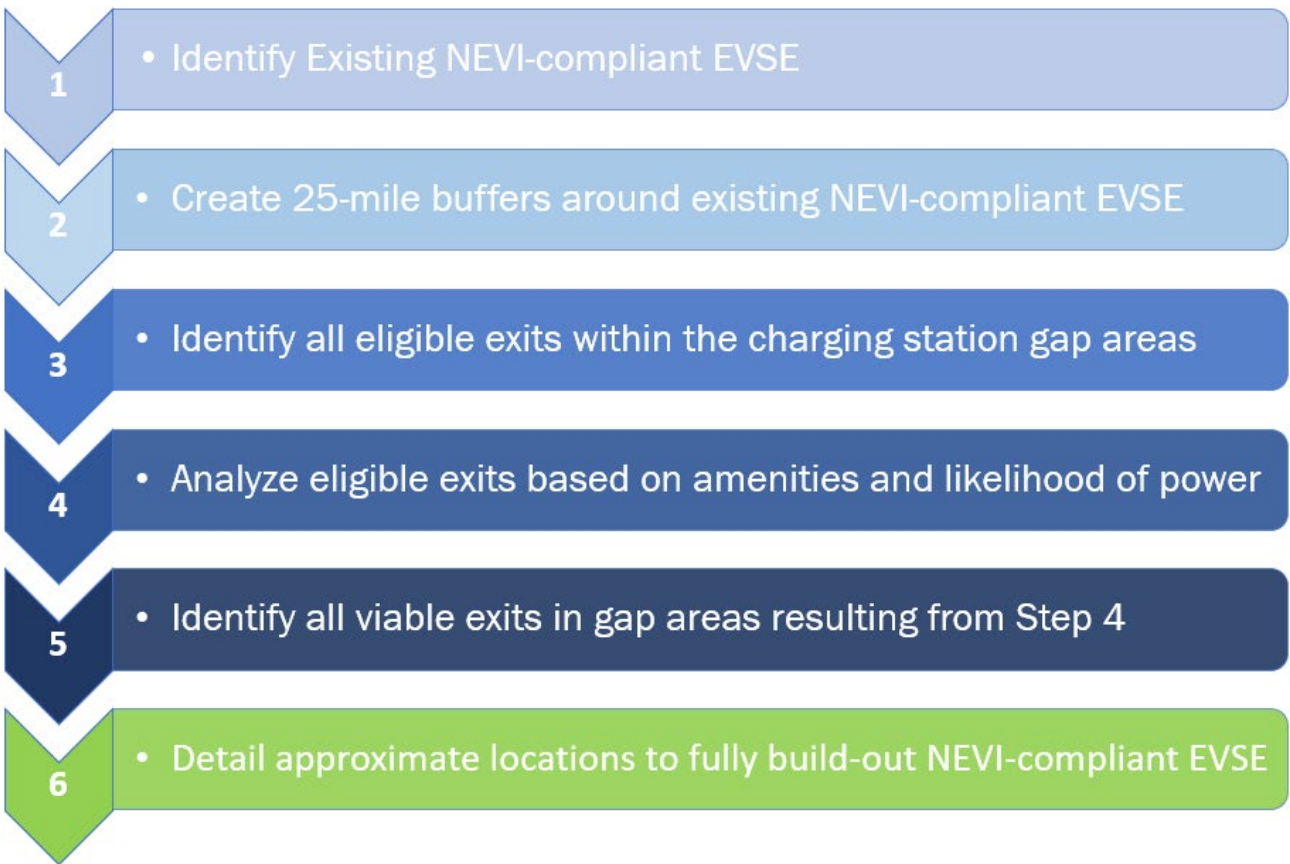 1
• Identify Existing NEVI-compliant EVSE
2
• Create 25-mile buffers around existing NEVI-compliant EVSE
3
• Identify all eligible exits within the charging station gap areas
4
• Analyze eligible exits based on amenities and likelihood of power
5
• Identify all viable exits in gap areas resulting from Step 4
6
• Detail approximate locations to fully build-out NEVI-compliant EVSE